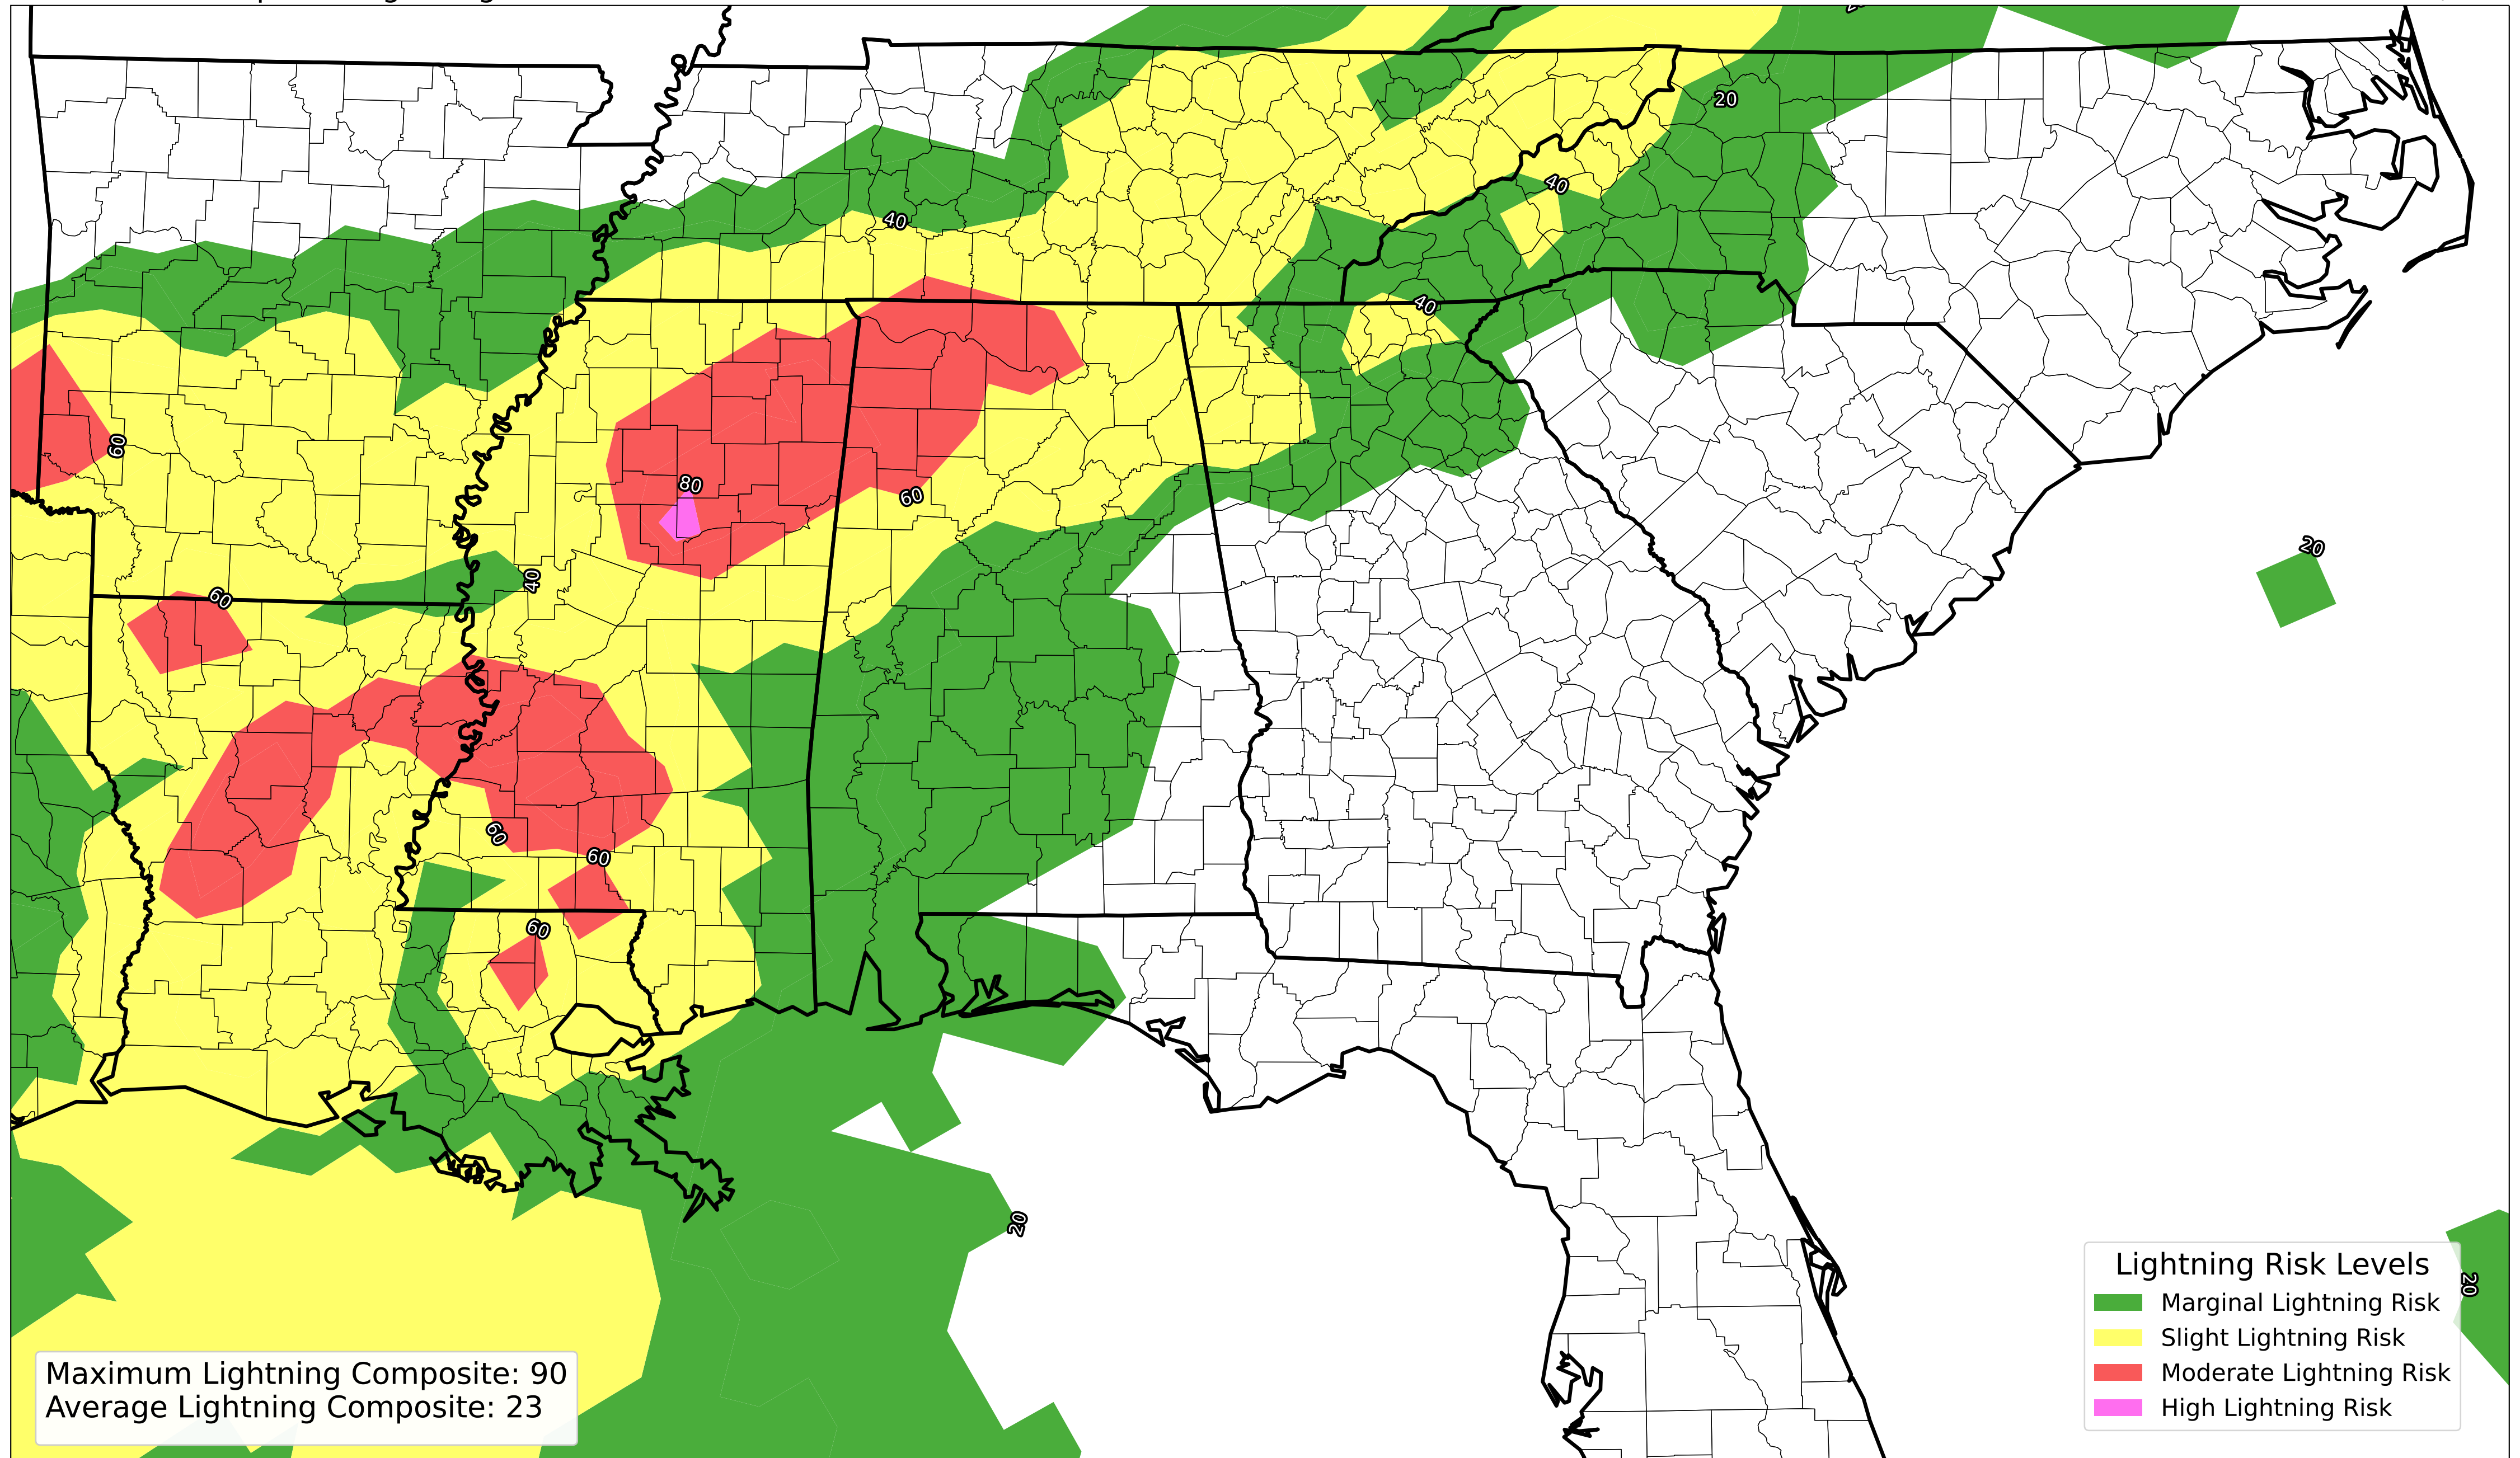 20
20
40
40
40
60
80
60
20
40
60
60
60
60
20
20
Lightning Risk Levels
Marginal Lightning Risk
Slight Lightning Risk
Moderate Lightning Risk
High Lightning Risk
Maximum Lightning Composite: 90
Average Lightning Composite: 23